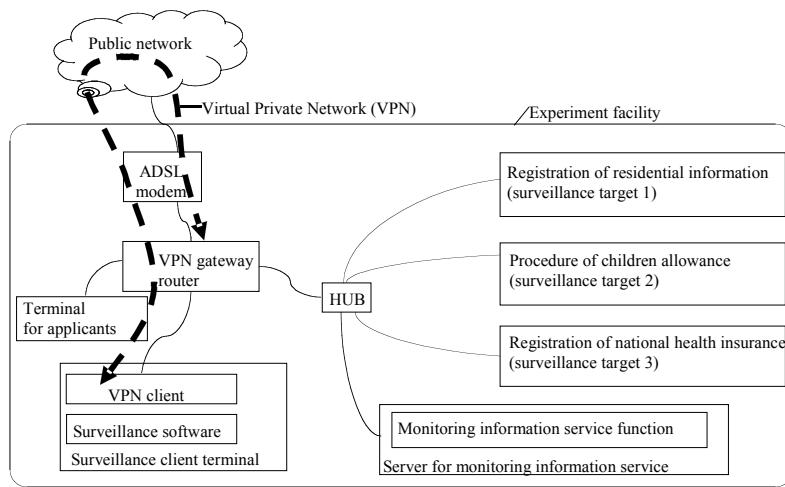 Public network
Virtual Private Network (VPN)
Experiment facility
ADSL
modem
Registration of residential information
(surveillance target 1)
VPN gateway
router
Procedure of children allowance
(surveillance target 2)
HUB
Terminal
for applicants
Registration of national health insurance
(surveillance target 3)
VPN client
Surveillance software
Surveillance client terminal
Monitoring information service function
Server for monitoring information service